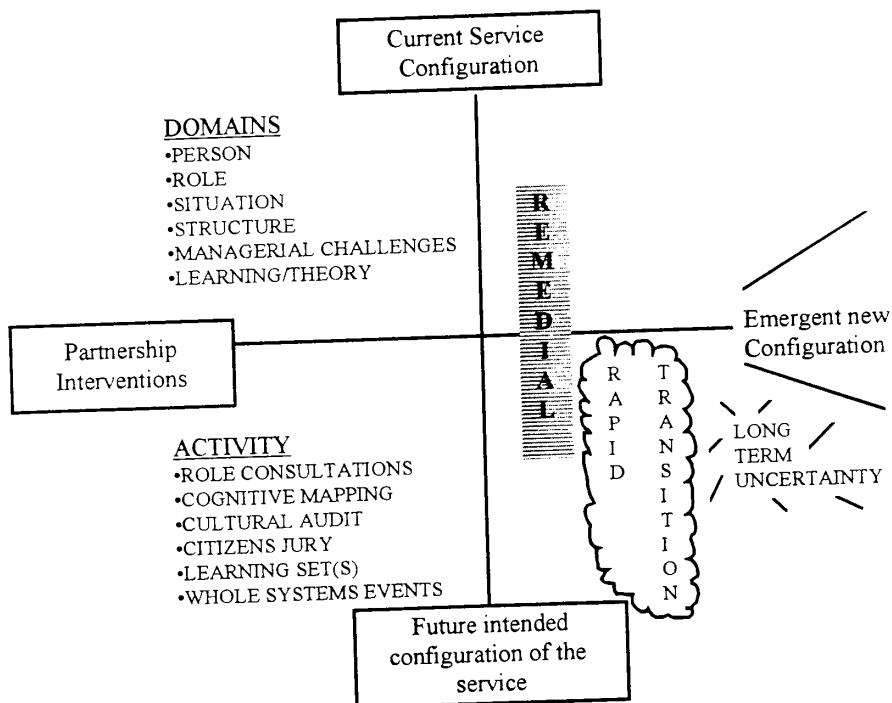 Current Service
Configuration
DOMAINS
•PERSON
•ROLE
•SITUATION
•STRUCTURE
•MANAGERIAL CHALLENGES
•LEARNING/THEORY
REMEDIAL
Partnership
Interventions
Emergent new
Configuration
RAPID
TRANSITION
LONG
TERM
UNCERTAINTY
ACTIVITY
•ROLE CONSULTATIONS
•COGNITIVE MAPPING
•CULTURAL AUDIT
•CITIZENS JURY
•LEARNING SET(S)
•WHOLE SYSTEMS EVENTS
Future intended
configuration of the
service